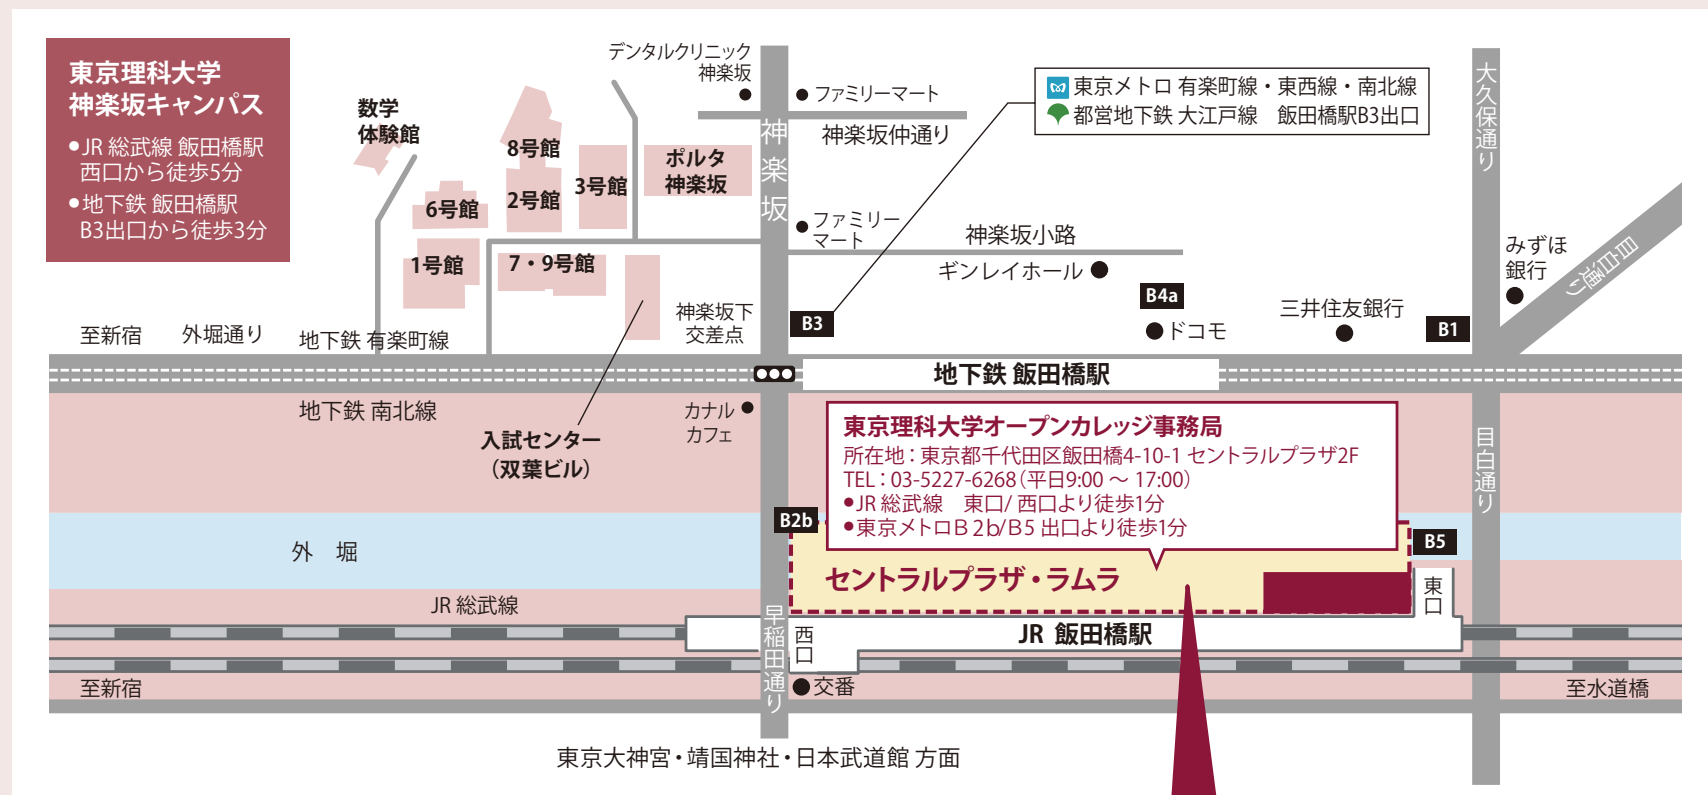 東京理科大学
神楽坂キャンパス
●JR 総武線 飯田橋駅
西口から徒歩5分
●地下鉄 飯田橋駅
B3出口から徒歩3分
数学
体験館
8号館
2号館
3号館
6号館
1号館
7・9号館
ポルタ
神楽坂
デンタルクリニック
神楽坂
ファミリーマート
神楽坂仲通り
神楽坂
ファミリー
マート
神楽坂小路
ギンレイホール
東京メトロ 有楽町線・東西線・南北線
都営地下鉄 大江戸線　飯田橋駅B3出口
大久保通り
目白通り
みずほ
銀行
B4a
ドコモ
三井住友銀行
B1
B3
神楽坂下
交差点
至新宿
外堀通り
地下鉄 有楽町線
地下鉄 飯田橋駅
地下鉄 南北線
入試センター
（双葉ビル）
カナル
カフェ
東京理科大学オープンカレッジ事務局
所在地：東京都千代田区飯田橋4-10-1 セントラルプラザ2F
TEL：03-5227-6268（平日9:00 ～ 17:00）
●JR 総武線　東口/ 西口より徒歩1分
●東京メトロＢ2b/B5 出口より徒歩1分
目白通り
B2b
B5
外　堀
セントラルプラザ・ラムラ
東口
JR 総武線
早稲田通り
西口
JR 飯田橋駅
至新宿
交番
至水道橋
東京大神宮・靖国神社・日本武道館 方面